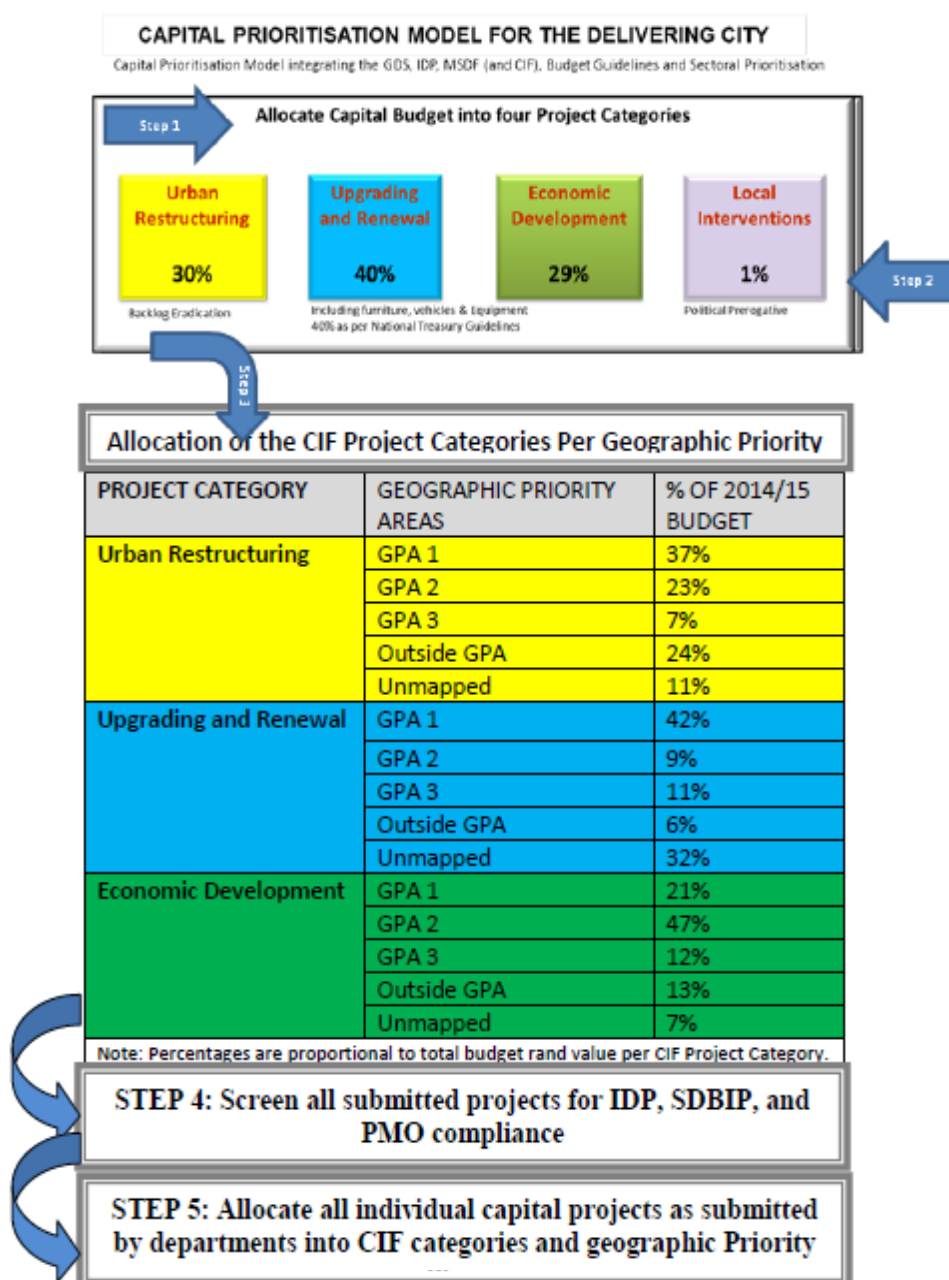 CAPITAL PRIORITISATION MODEL FOR THE DELIVERING CITY
Capital Prioritisation Model integrating the GDS, IDP, MSDF (and CIF), Budget Guidelines and Sectoral Prioritisation
Step 1
Allocate Capital Budget into four Project Categories
Urban
Restructuring
30%
Backlog Eradication
Upgrading
and Renewal
40%
Including furniture, vehicles & Equipment
40% as per National Treasury Guidelines
Economic
Development
29%
Local
Interventions
1%
Political Prerogative
Step 2
Step 3
Allocation of the CIF Project Categories Per Geographic Priority
PROJECT CATEGORY GEOGRAPHIC PRIORITY AREAS % OF 2014/15 BUDGET
Urban Restructuring GPA 1 37%
GPA 2 23%
GPA 3 7%
Outside GPA 24%
Unmapped 11%
Upgrading and Renewal GPA 1 42%
GPA 2 9%
GPA 3 11%
Outside GPA 6%
Unmapped 32%
Economic Development GPA 1 21%
GPA 2 47%
GPA 3 12%
Outside GPA 13%
Unmapped 7%
Note: Percentages are proportional to total budget rand value per CIF Project Category.
STEP 4: Screen all submitted projects for IDP, SDBIP, and
PMO compliance
STEP 5: Allocate all individual capital projects as submitted
by departments into CIF categories and geographic Priority